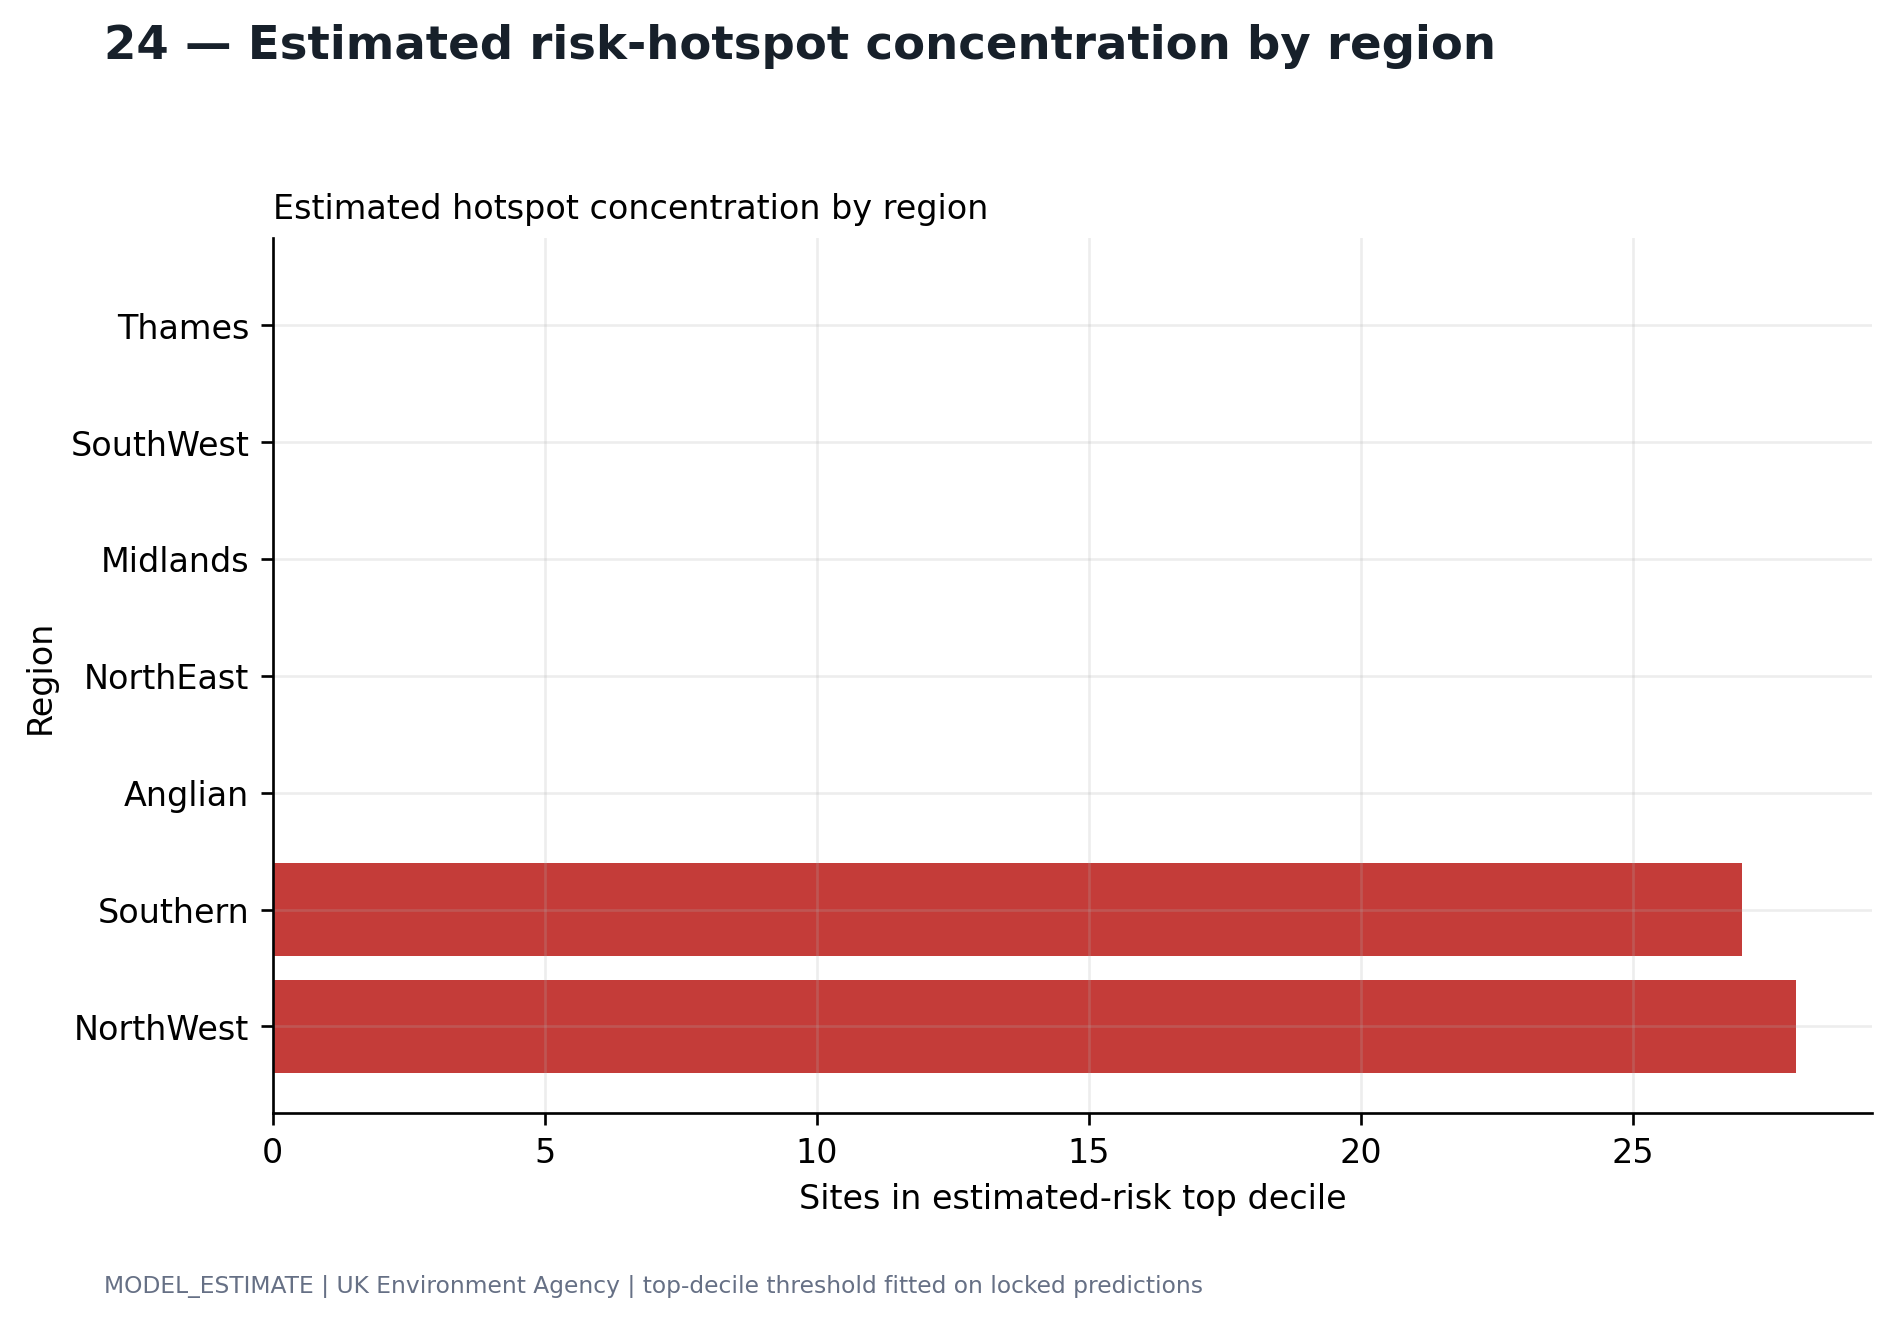 24 — Estimated risk-hotspot concentration by region
Estimated hotspot concentration by region
Region
Thames
SouthWest
Midlands
NorthEast
Anglian
Southern
NorthWest
0 5 10 15 20 25
Sites in estimated-risk top decile
MODEL_ESTIMATE | UK Environment Agency | top-decile threshold fitted on locked predictions